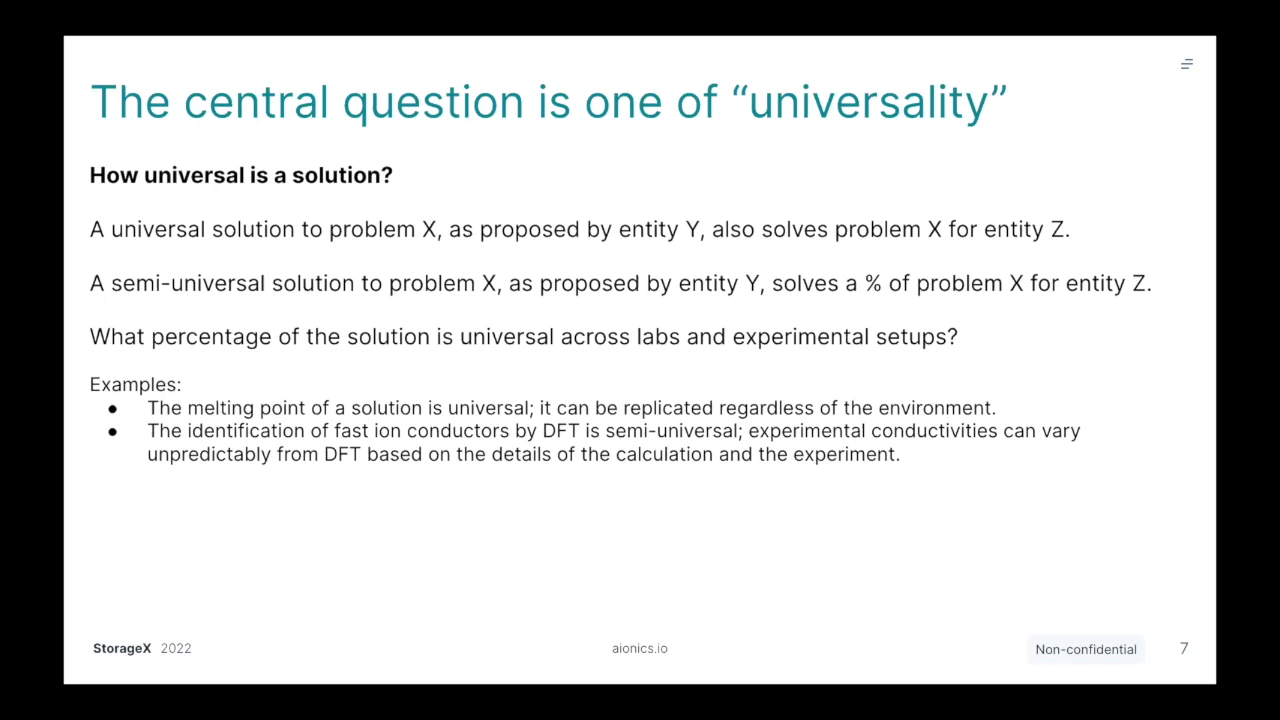 The central question is one of “universality”
How universal is a solution?
A universal solution to problem X, as proposed by entity Y, also solves problem X for entity Z.
A semi-universal solution to problem X, as proposed by entity Y, solves a % of problem X for entity Z.
What percentage of the solution is universal across labs and experimental setups?
Examples:
● The melting point of a solution is universal; it can be replicated regardless of the environment.
● The identification of fast ion conductors by DFT is semi-universal; experimental conductivities can vary
unpredictably from DFT based on the details of the calculation and the experiment.
StorageX 2022
aionics.io
Non-confidential
7